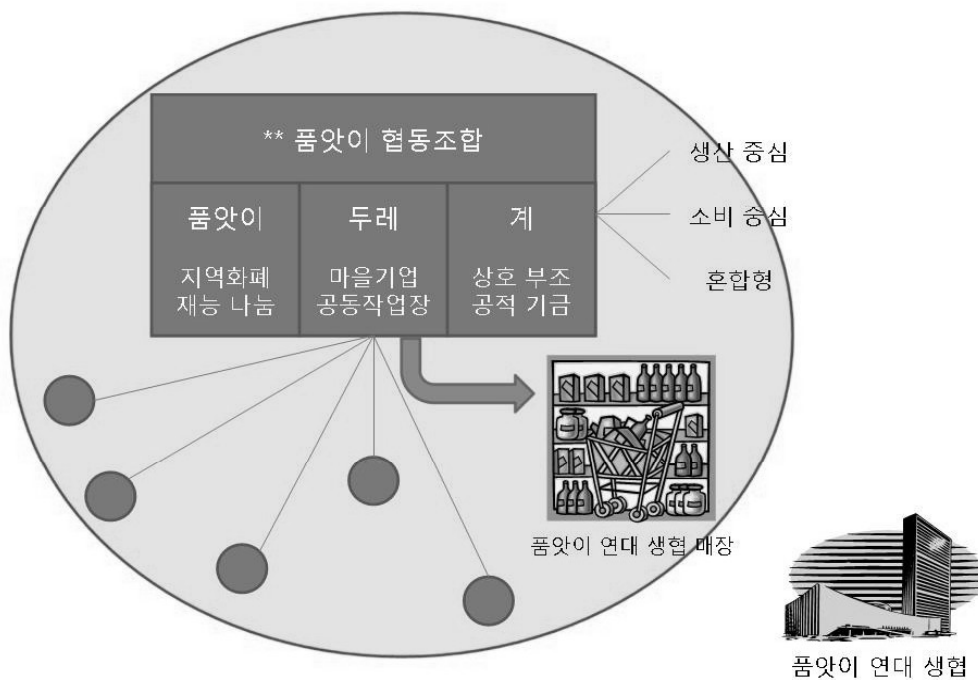 ** 품앗이 협동조합
품앗이
지역화폐
재능 나눔
두레
마을기업
공동작업장
계
상호 부조
공적 기금
생산 중심
소비 중심
혼합형
품앗이 연대 생협 매장
품앗이 연대 생협